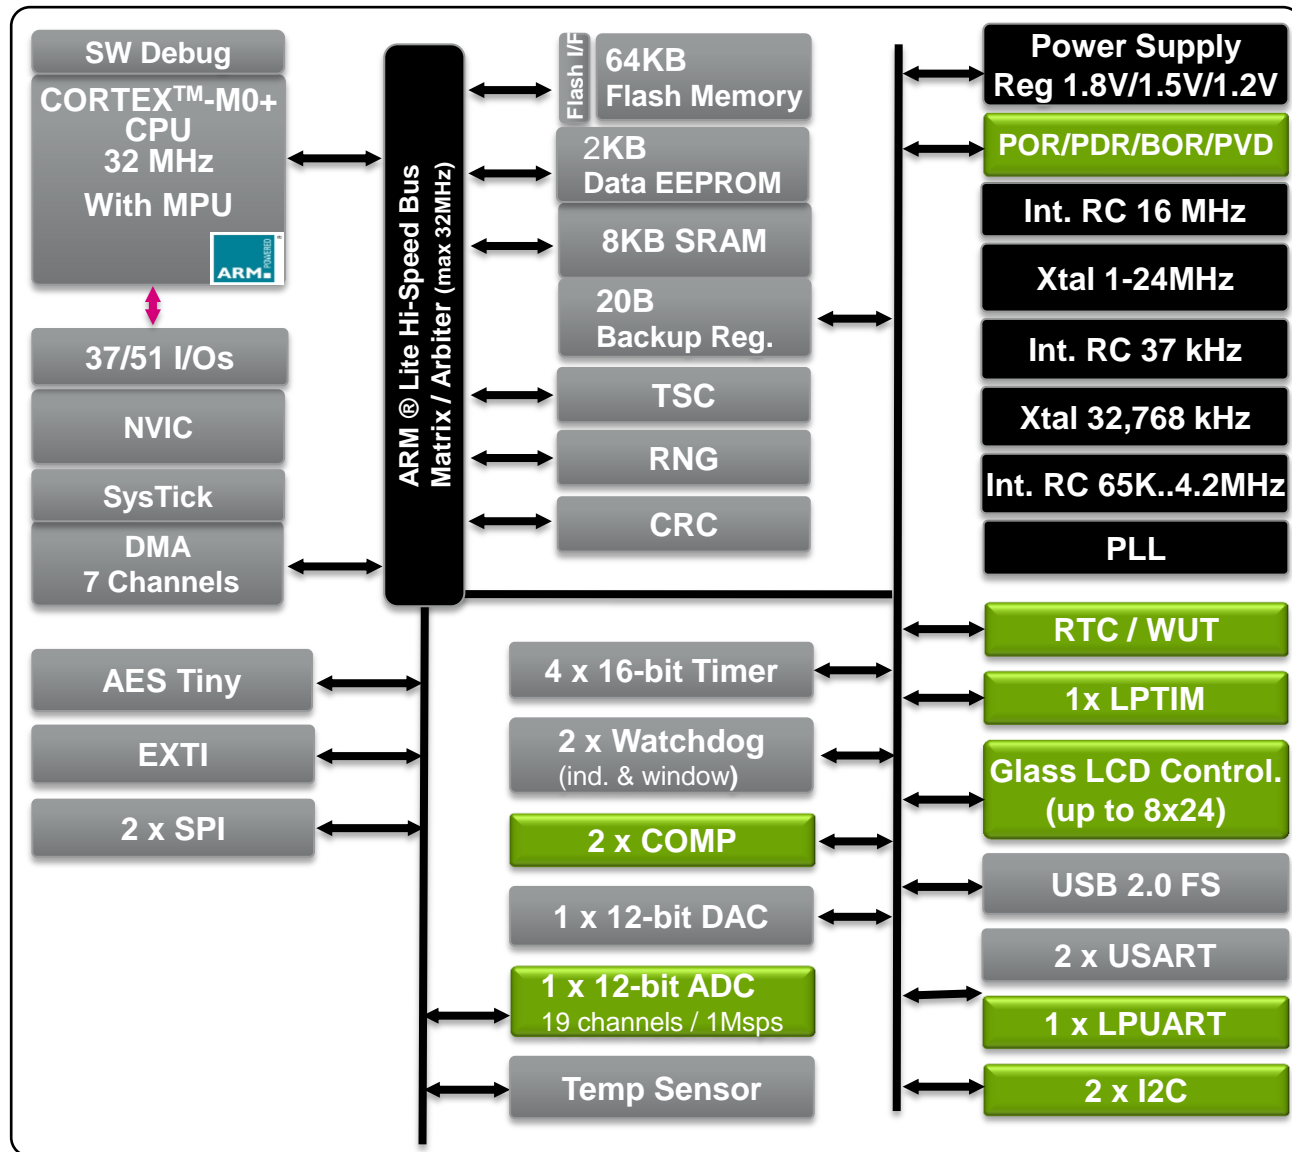 SW Debug
CORTEX™-M0+
CPU
32 MHz
With MPU
ARM®
POWERED
37/51 I/Os
NVIC
SysTick
DMA
7 Channels
AES Tiny
EXTI
2 x SPI
ARM ® Lite Hi-Speed Bus
Matrix / Arbiter (max 32MHz)
Flash I/F
64KB
Flash Memory
2KB
Data EEPROM
8KB SRAM
20B
Backup Reg.
TSC
RNG
CRC
4 x 16-bit Timer
2 x Watchdog
(ind. & window)
2 x COMP
1 x 12-bit DAC
1 x 12-bit ADC
19 channels / 1Msps
Temp Sensor
Power Supply
Reg 1.8V/1.5V/1.2V
POR/PDR/BOR/PVD
Int. RC 16 MHz
Xtal 1-24MHz
Int. RC 37 kHz
Xtal 32,768 kHz
Int. RC 65K..4.2MHz
PLL
RTC / WUT
1x LPTIM
Glass LCD Control.
(up to 8x24)
USB 2.0 FS
2 x USART
1 x LPUART
2 x I2C